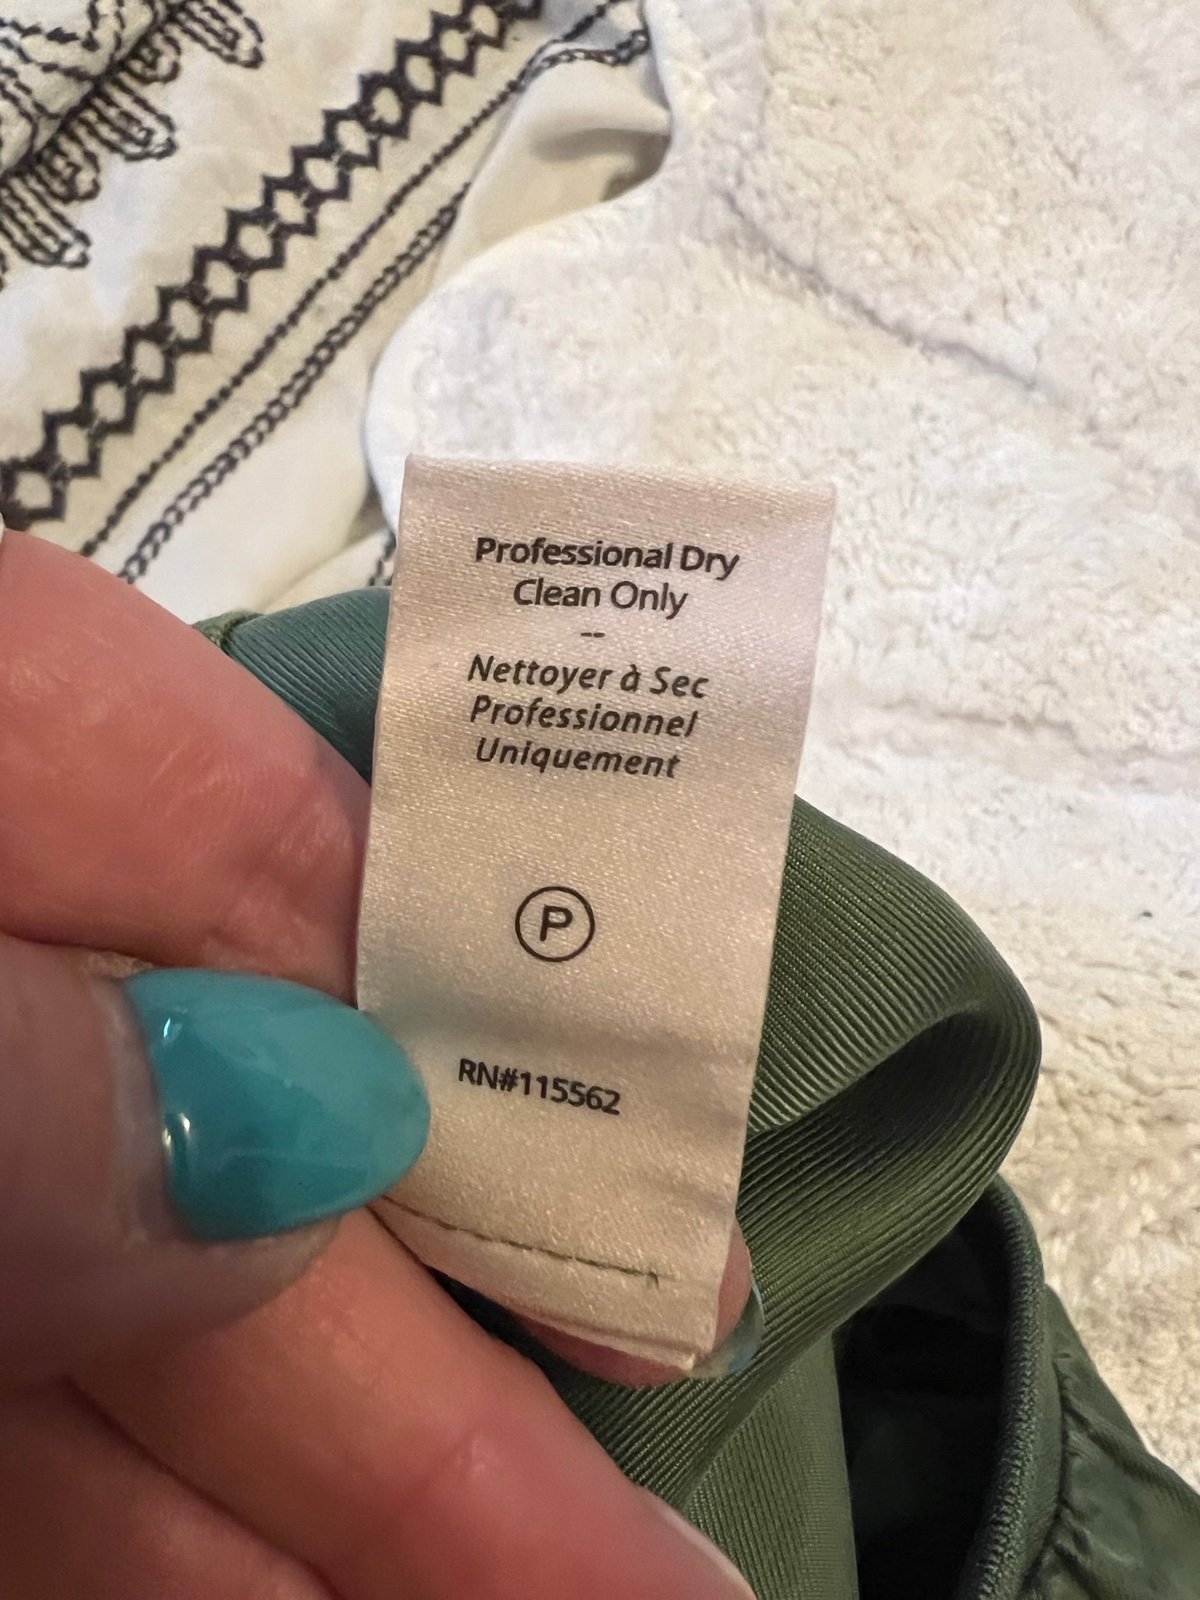 Professional Dry
Clean Only
--
Nettoyer à Sec
Professionnel
Uniquement
P
RN#115562